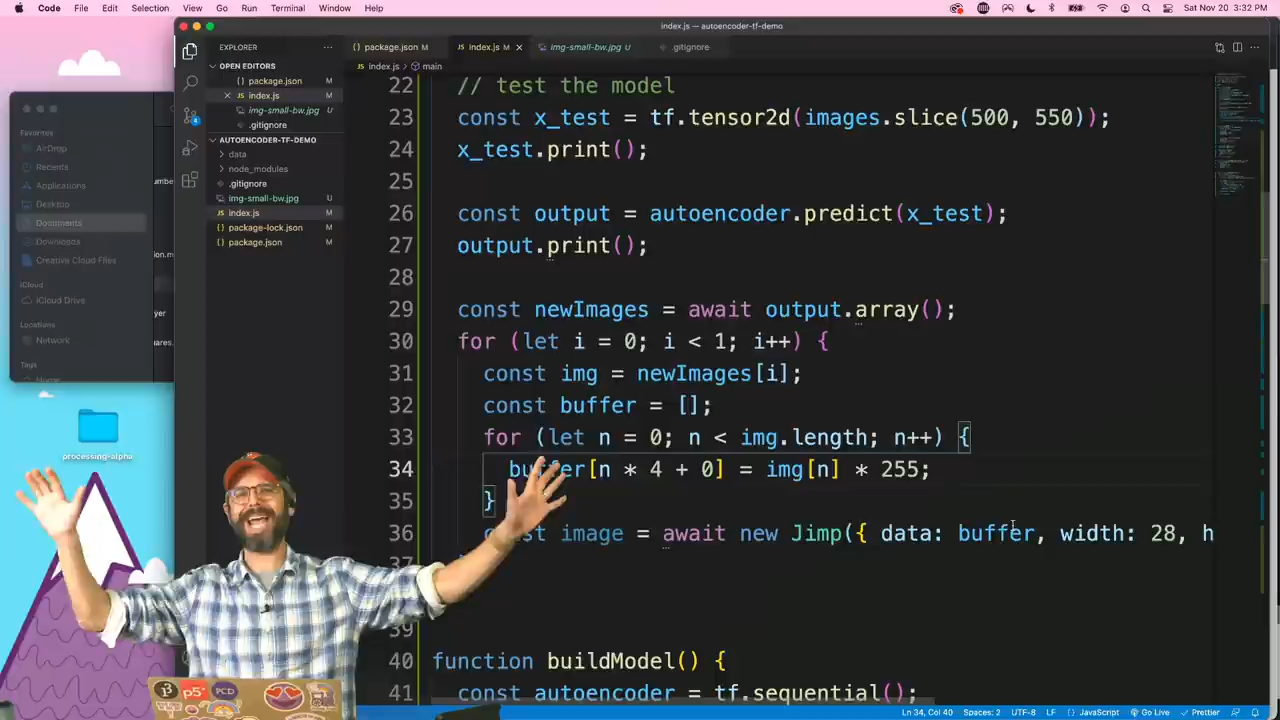 Code File Edit Selection View Go Run Terminal Window Help
Sat Nov 20 3:32 PM
index.js — autoencoder-tf-demo
EXPLORER
OPEN EDITORS
package.json M
index.js M
img-small-bw.jpg U
.gitignore
AUTOENCODER-TF-DEMO
data
node_modules
.gitignore
img-small-bw.jpg U
index.js M
package-lock.json M
package.json M
package.json M
index.js M
img-small-bw.jpg U
.gitignore
index.js > main
22 // test the model
23 const x_test = tf.tensor2d(images.slice(500, 550));
24 x_test.print();
25
26 const output = autoencoder.predict(x_test);
27 output.print();
28
29 const newImages = await output.array();
30 for (let i = 0; i < 1; i++) {
31 const img = newImages[i];
32 const buffer = [];
33 for (let n = 0; n < img.length; n++) {
34 buffer[n * 4 + 0] = img[n] * 255;
35 }
36 const image = await new Jimp({ data: buffer, width: 28, h
39
40 function buildModel() {
41 const autoencoder = tf.sequential();
Favorites
AirDrop
Recents
Applications
Desktop
Documents
Downloads
Creative Cloud Files
iCloud
iCloud Drive
Locations
Network
Tags
processing-alpha
p5*
PCD
Ln 34, Col 40 Spaces: 2 UTF-8 LF {} JavaScript Go Live Prettier